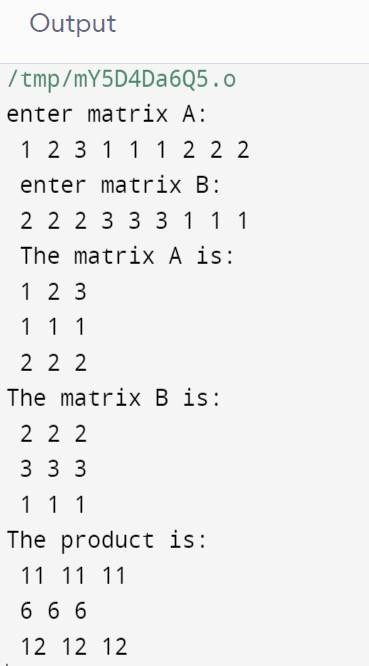 Output
/tmp/mY5D4Da6Q5.o
enter matrix A:
1 2 3 1 1 1 2 2 2
enter matrix B:
2 2 2 3 3 3 1 1 1
The matrix A is:
1 2 3
1 1 1
2 2 2
The matrix B is:
2 2 2
3 3 3
1 1 1
The product is:
11 11 11
6 6 6
12 12 12